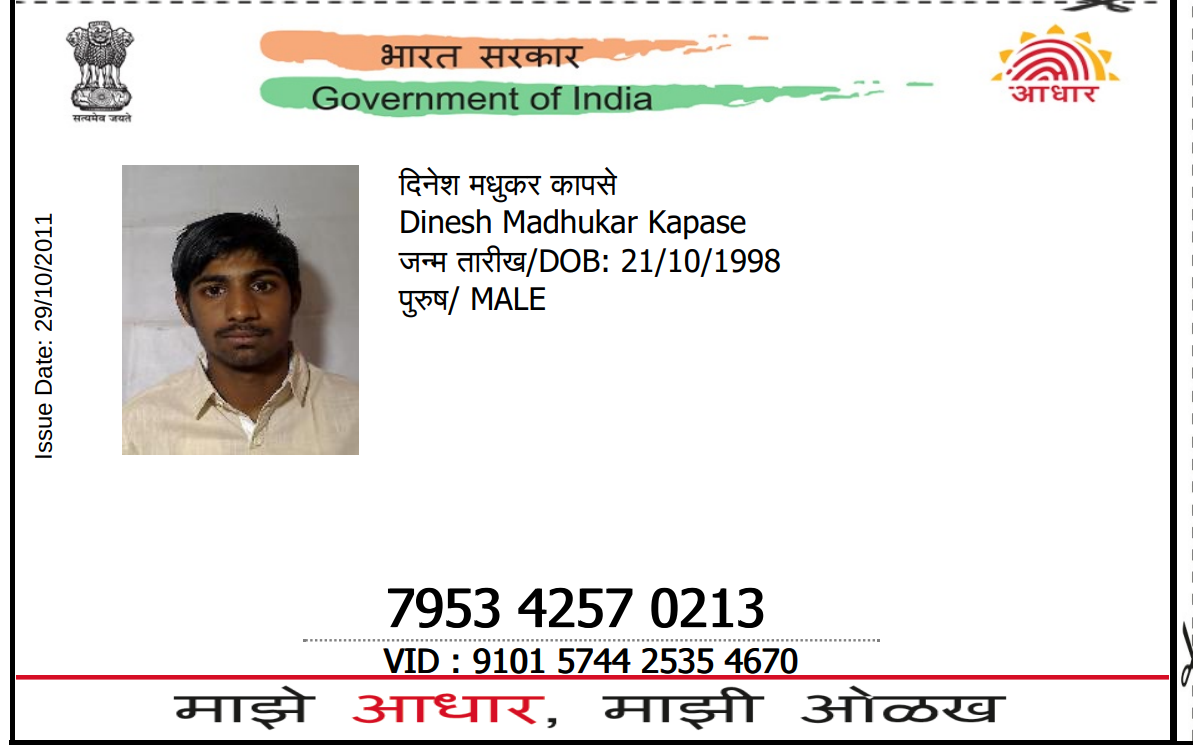 भारत सरकार
Government of India
सत्यमेव जयते
आधार
Issue Date: 29/10/2011
दिनेश मधुकर कापसे
Dinesh Madhukar Kapase
जन्म तारीख/DOB: 21/10/1998
पुरुष/ MALE
7953 4257 0213
VID : 9101 5744 2535 4670
माझे आधार, माझी ओळख